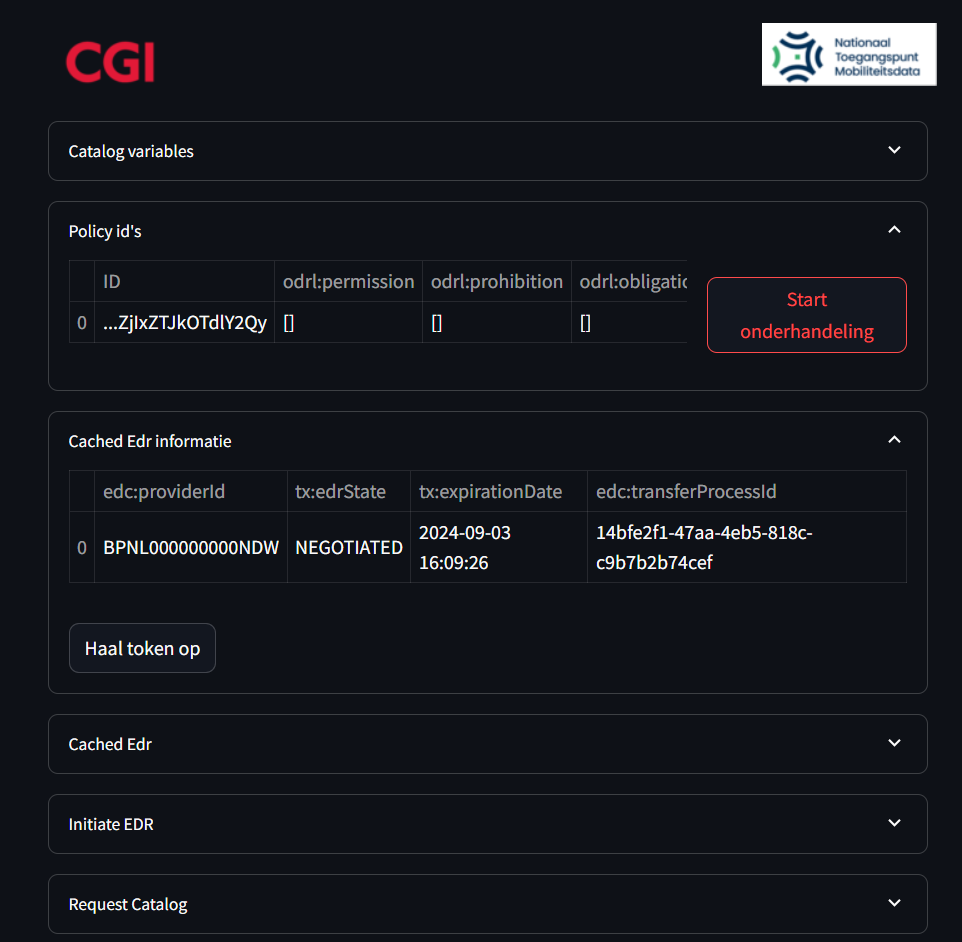 CGI
Nationaal
Toegangspunt
Mobiliteitsdata
Catalog variables
Policy id's
ID odrl:permission odrl:prohibition odrl:obligatic
0 ...ZjIxZTJkOTdlY2Qy [] [] []
Start
onderhandeling
Cached Edr informatie
edc:providerId tx:edrState tx:expirationDate edc:transferProcessId
0 BPNL000000000NDW NEGOTIATED 2024-09-03 14bfe2f1-47aa-4eb5-818c-
16:09:26 c9b7b2b74cef
Haal token op
Cached Edr
Initiate EDR
Request Catalog